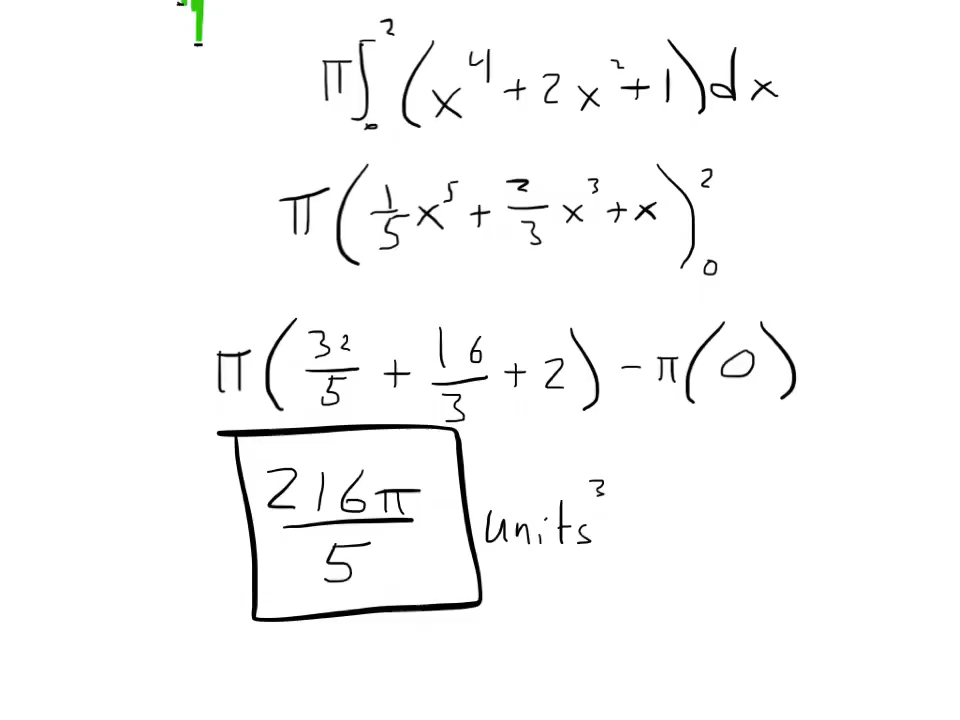 π∫₀² (x⁴ + 2x² + 1) dx
π(1/5 x⁵ + 2/3 x³ + x)₀²
π(32/5 + 16/3 + 2) − π(0)
216π/5 units³